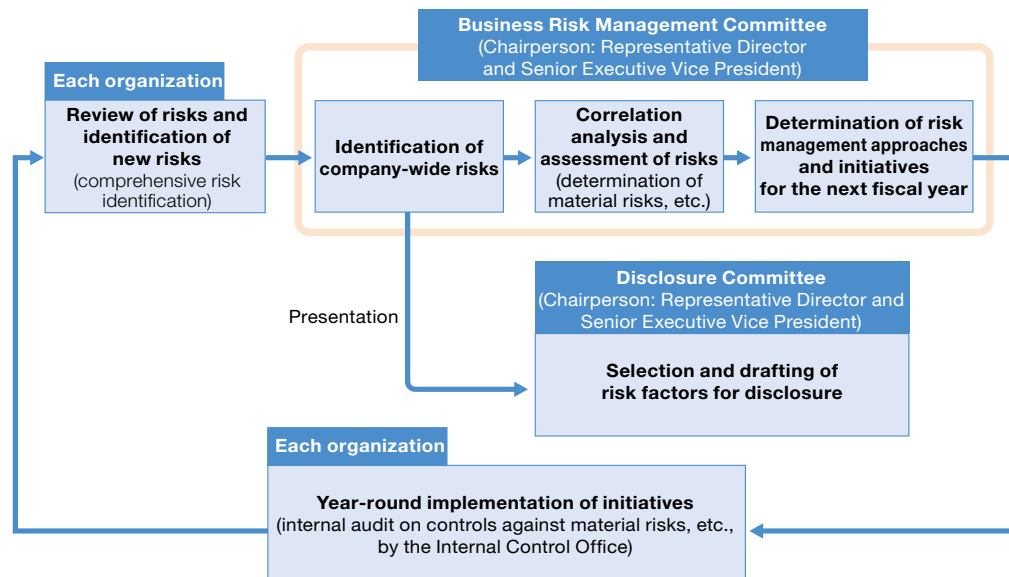 Business Risk Management Committee
(Chairperson: Representative Director
and Senior Executive Vice President)
Each organization
Review of risks and
identification of
new risks
(comprehensive risk
identification)
Identification of
company-wide risks
Correlation
analysis and
assessment of risks
(determination of
material risks, etc.)
Determination of risk
management approaches
and initiatives
for the next fiscal year
Presentation
Disclosure Committee
(Chairperson: Representative Director and
Senior Executive Vice President)
Selection and drafting of
risk factors for disclosure
Each organization
Year-round implementation of initiatives
(internal audit on controls against material risks, etc.,
by the Internal Control Office)